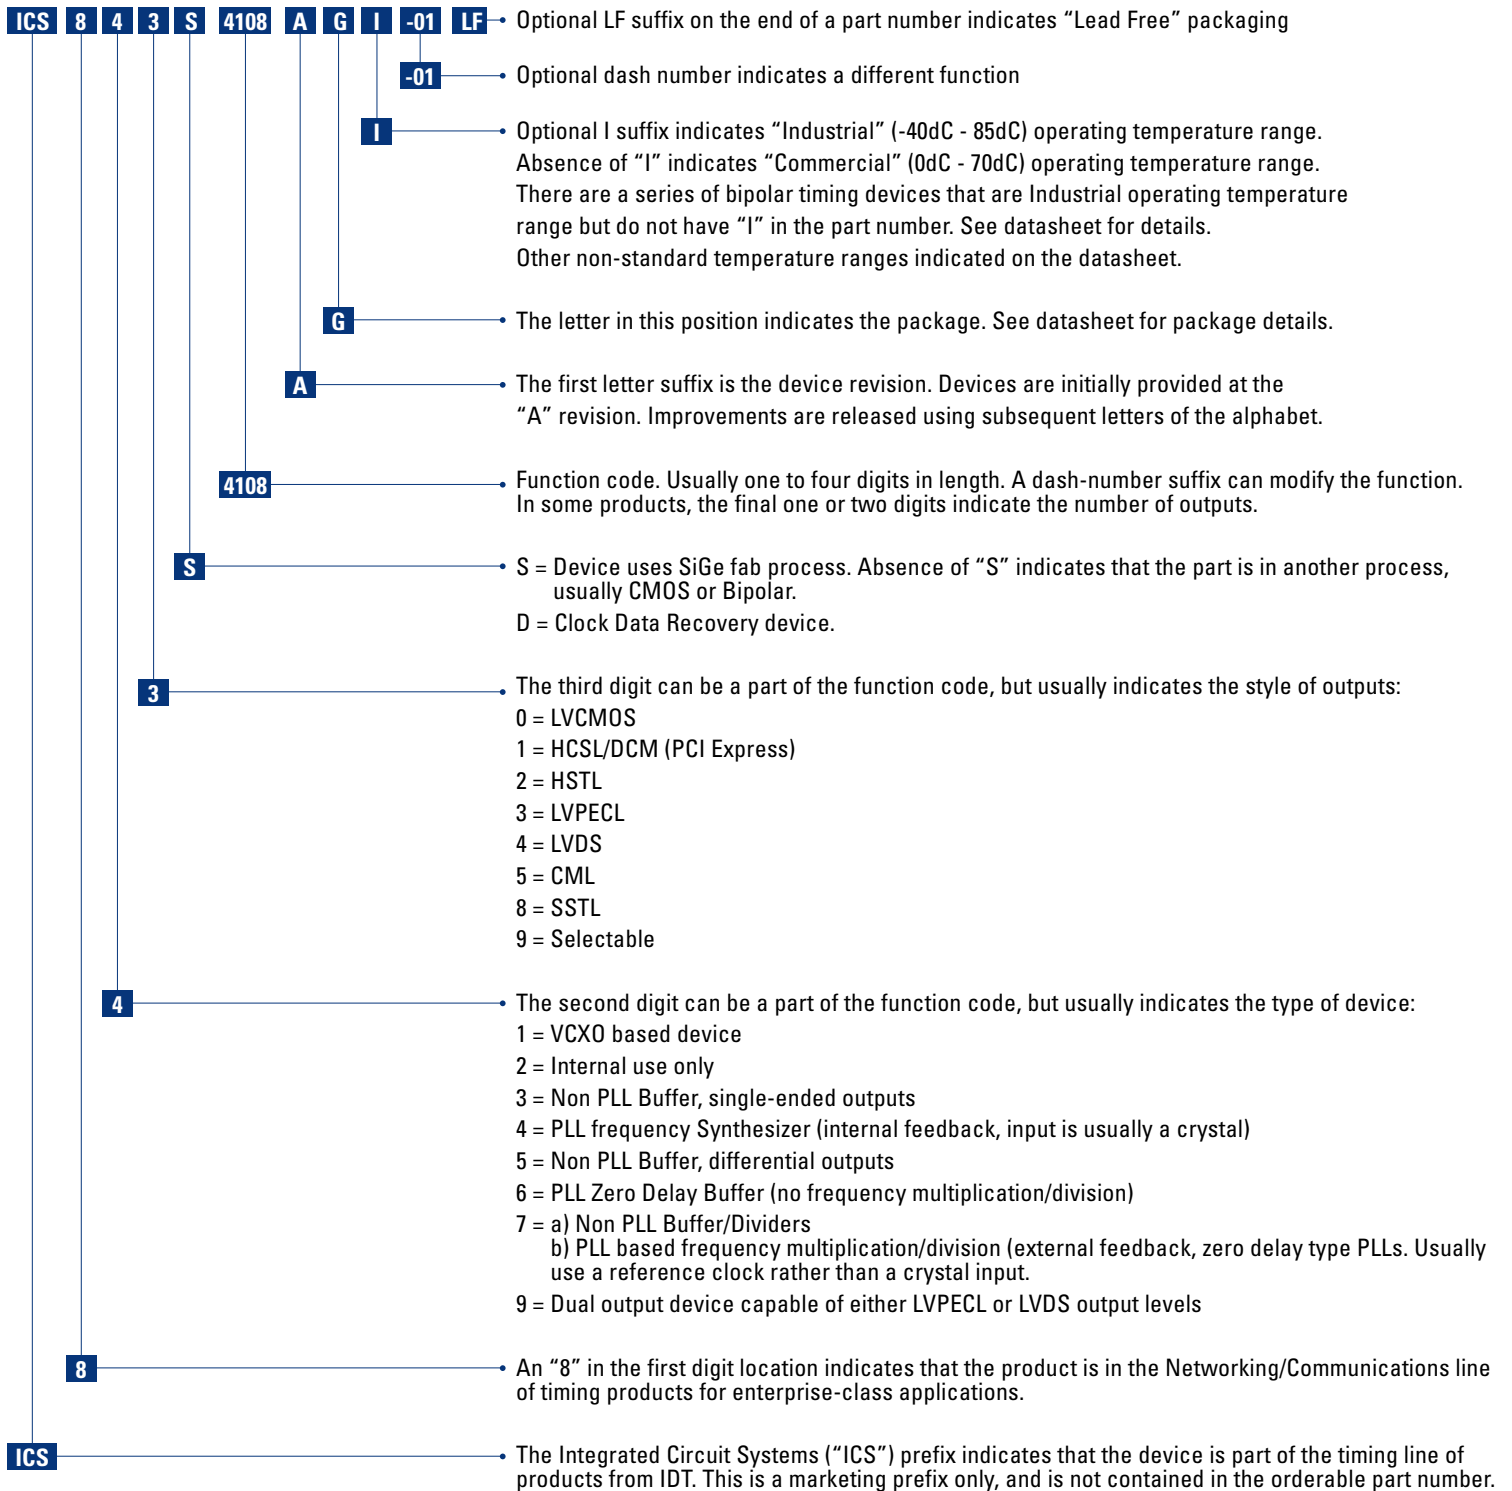 ICS 8 4 3 S 4108 A G I -01 LF Optional LF suffix on the end of a part number indicates “Lead Free” packaging
-01 Optional dash number indicates a different function
I Optional I suffix indicates “Industrial” (-40dC - 85dC) operating temperature range.
Absence of “I” indicates “Commercial” (0dC - 70dC) operating temperature range.
There are a series of bipolar timing devices that are Industrial operating temperature
range but do not have “I” in the part number. See datasheet for details.
Other non-standard temperature ranges indicated on the datasheet.
G The letter in this position indicates the package. See datasheet for package details.
A The first letter suffix is the device revision. Devices are initially provided at the
“A” revision. Improvements are released using subsequent letters of the alphabet.
4108 Function code. Usually one to four digits in length. A dash-number suffix can modify the function.
In some products, the final one or two digits indicate the number of outputs.
S S = Device uses SiGe fab process. Absence of “S” indicates that the part is in another process,
usually CMOS or Bipolar.
D = Clock Data Recovery device.
3 The third digit can be a part of the function code, but usually indicates the style of outputs:
0 = LVCMOS
1 = HCSL/DCM (PCI Express)
2 = HSTL
3 = LVPECL
4 = LVDS
5 = CML
8 = SSTL
9 = Selectable
4 The second digit can be a part of the function code, but usually indicates the type of device:
1 = VCXO based device
2 = Internal use only
3 = Non PLL Buffer, single-ended outputs
4 = PLL frequency Synthesizer (internal feedback, input is usually a crystal)
5 = Non PLL Buffer, differential outputs
6 = PLL Zero Delay Buffer (no frequency multiplication/division)
7 = a) Non PLL Buffer/Dividers
b) PLL based frequency multiplication/division (external feedback, zero delay type PLLs. Usually
use a reference clock rather than a crystal input.
9 = Dual output device capable of either LVPECL or LVDS output levels
8 An “8” in the first digit location indicates that the product is in the Networking/Communications line
of timing products for enterprise-class applications.
ICS The Integrated Circuit Systems (“ICS”) prefix indicates that the device is part of the timing line of
products from IDT. This is a marketing prefix only, and is not contained in the orderable part number.